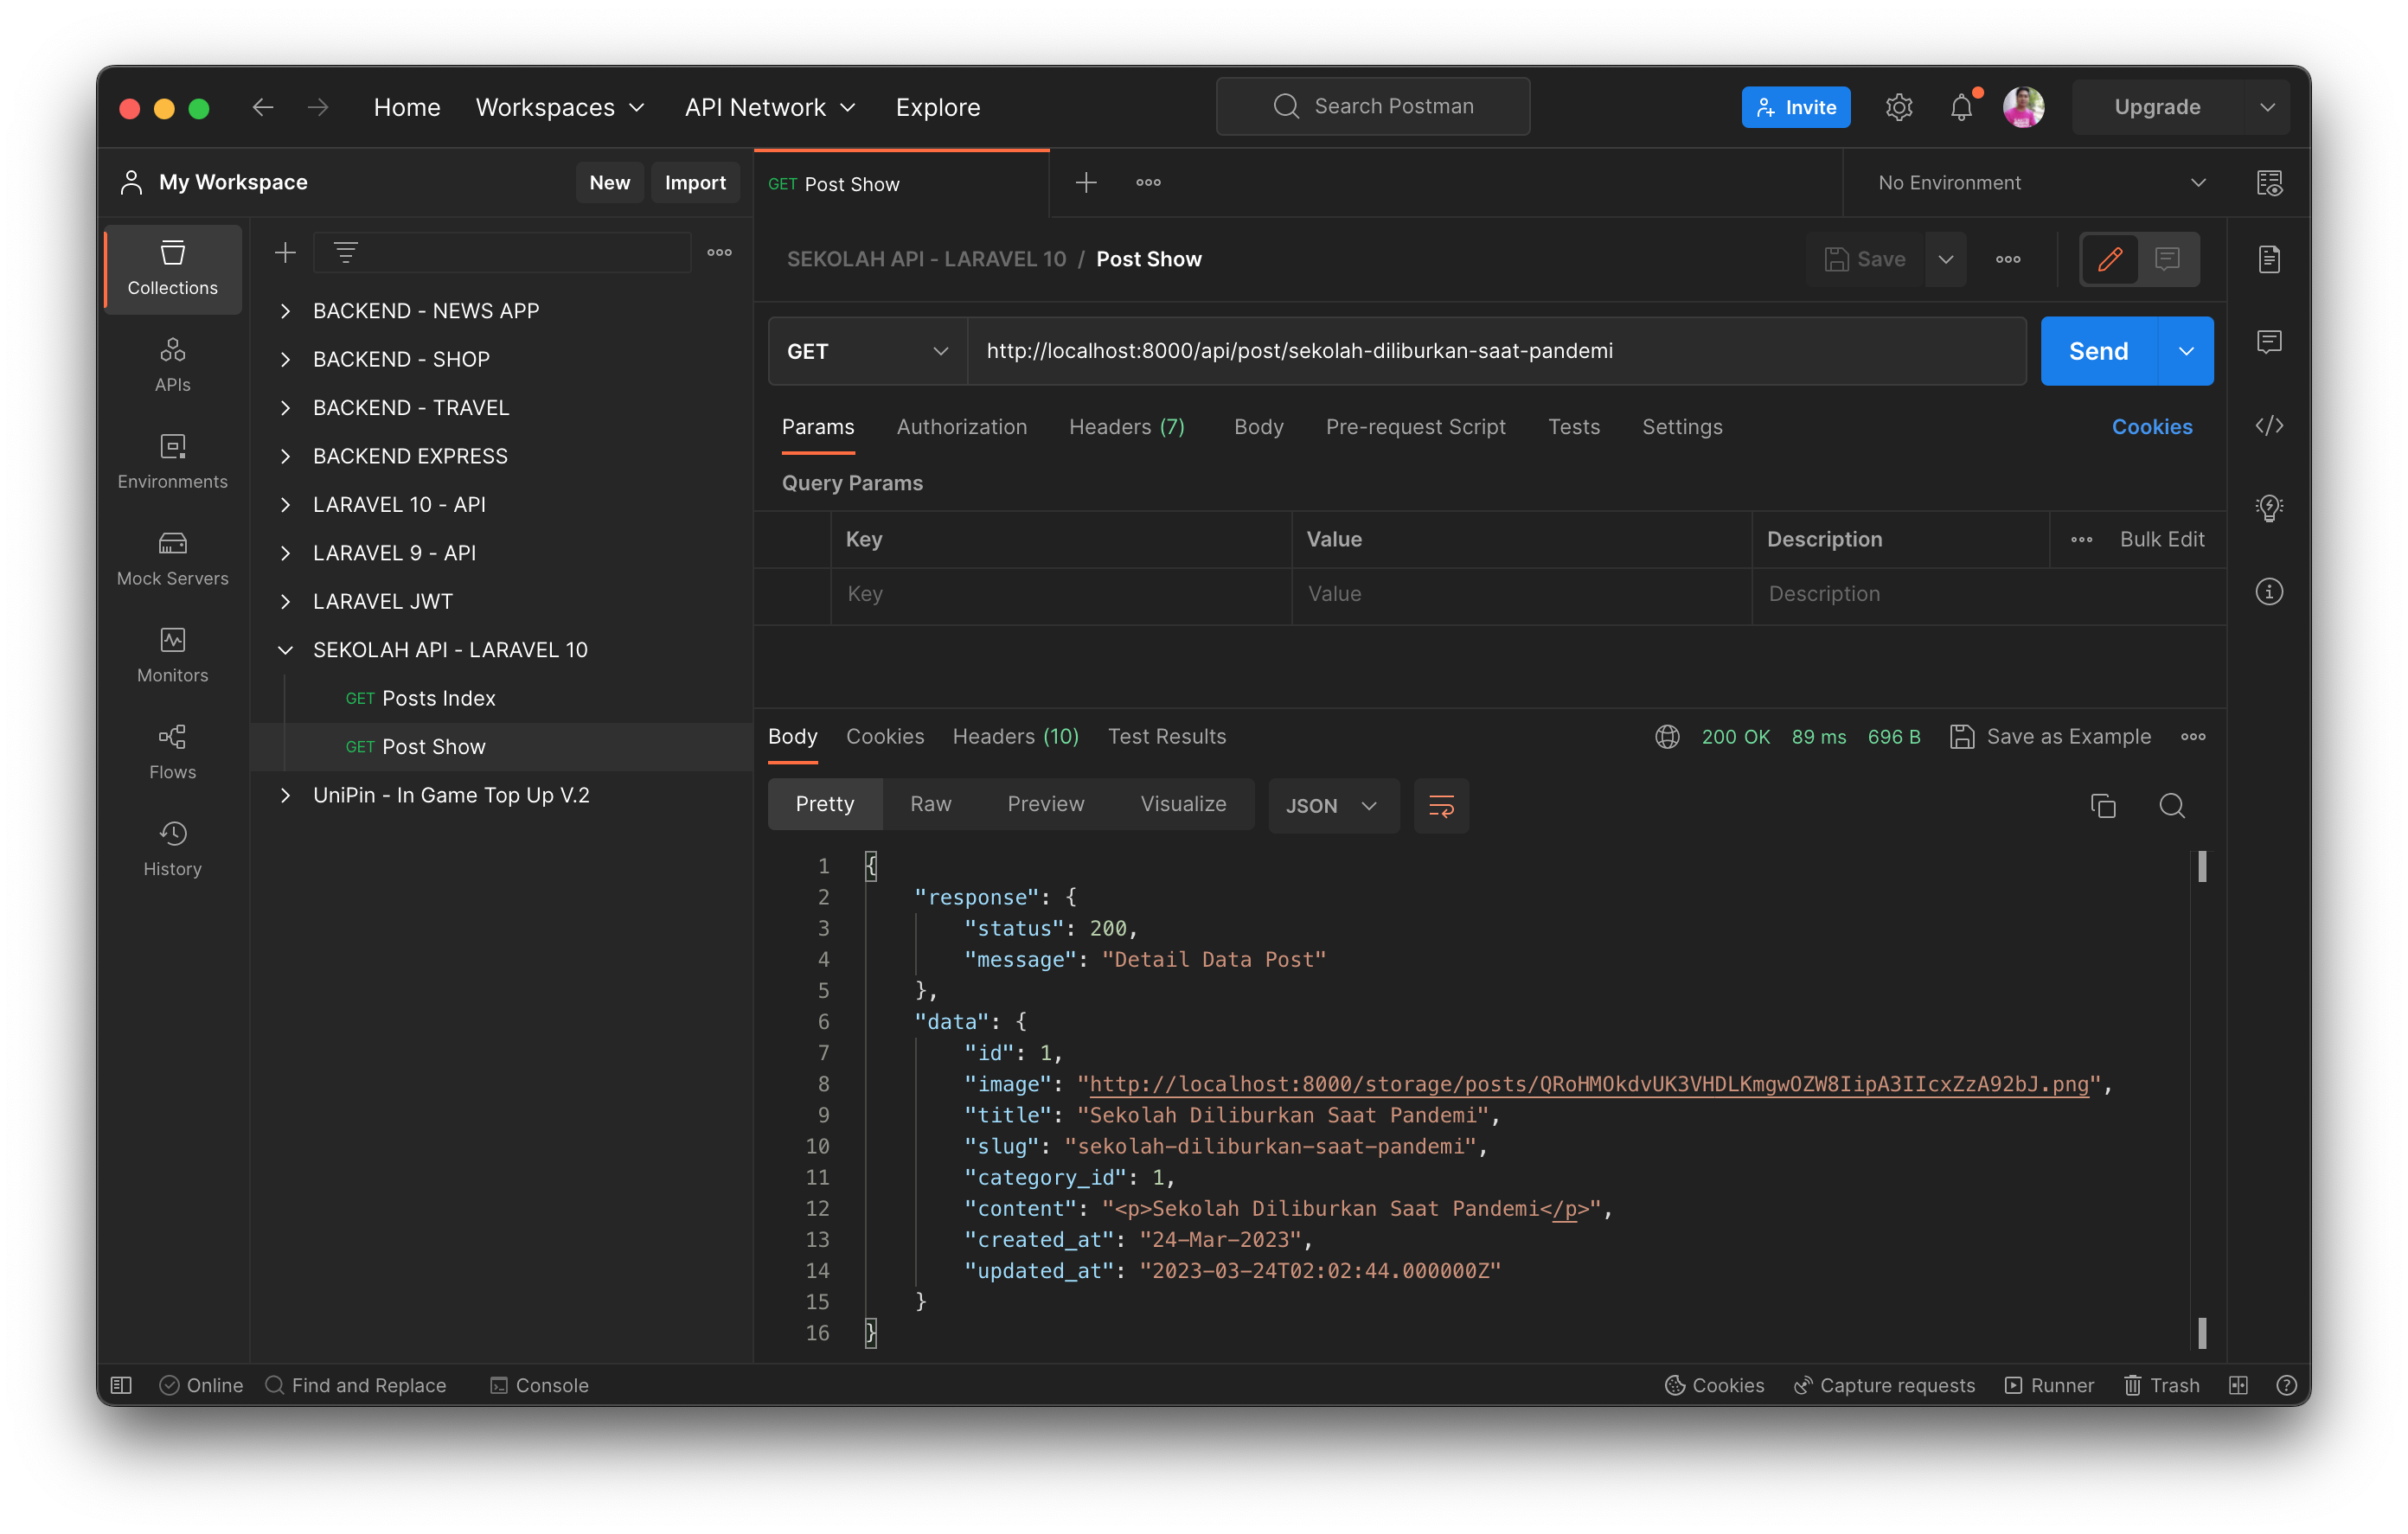 Home Workspaces API Network Explore Search Postman Invite Upgrade
My Workspace New Import GET Post Show No Environment
Collections
APIs
Environments
Mock Servers
Monitors
Flows
History
BACKEND - NEWS APP
BACKEND - SHOP
BACKEND - TRAVEL
BACKEND EXPRESS
LARAVEL 10 - API
LARAVEL 9 - API
LARAVEL JWT
SEKOLAH API - LARAVEL 10
GET Posts Index
GET Post Show
UniPin - In Game Top Up V.2
SEKOLAH API - LARAVEL 10 / Post Show Save
GET http://localhost:8000/api/post/sekolah-diliburkan-saat-pandemi Send
Params Authorization Headers (7) Body Pre-request Script Tests Settings Cookies
Query Params
Key Value Description Bulk Edit
Key Value Description
Body Cookies Headers (10) Test Results 200 OK 89 ms 696 B Save as Example
Pretty Raw Preview Visualize JSON
1 {
2 "response": {
3 "status": 200,
4 "message": "Detail Data Post"
5 },
6 "data": {
7 "id": 1,
8 "image": "http://localhost:8000/storage/posts/QRoHMOkdvUK3VHDLKmgwOZW8IipA3IIcxZzA92bJ.png",
9 "title": "Sekolah Diliburkan Saat Pandemi",
10 "slug": "sekolah-diliburkan-saat-pandemi",
11 "category_id": 1,
12 "content": "<p>Sekolah Diliburkan Saat Pandemi</p>",
13 "created_at": "24-Mar-2023",
14 "updated_at": "2023-03-24T02:02:44.000000Z"
15 }
16 }
Online Find and Replace Console Cookies Capture requests Runner Trash